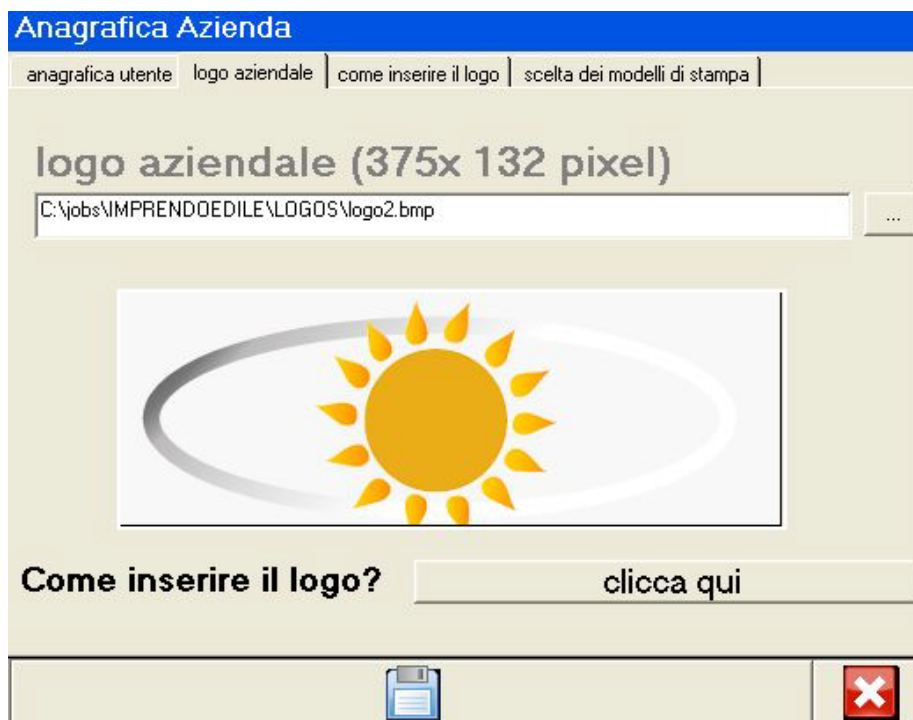 Anagrafica Azienda
anagrafica utente logo aziendale come inserire il logo scelta dei modelli di stampa
logo aziendale (375x 132 pixel)
C:\jobs\IMPRENDOEDILE\LOGOS\logo2.bmp ...
Come inserire il logo? clicca qui